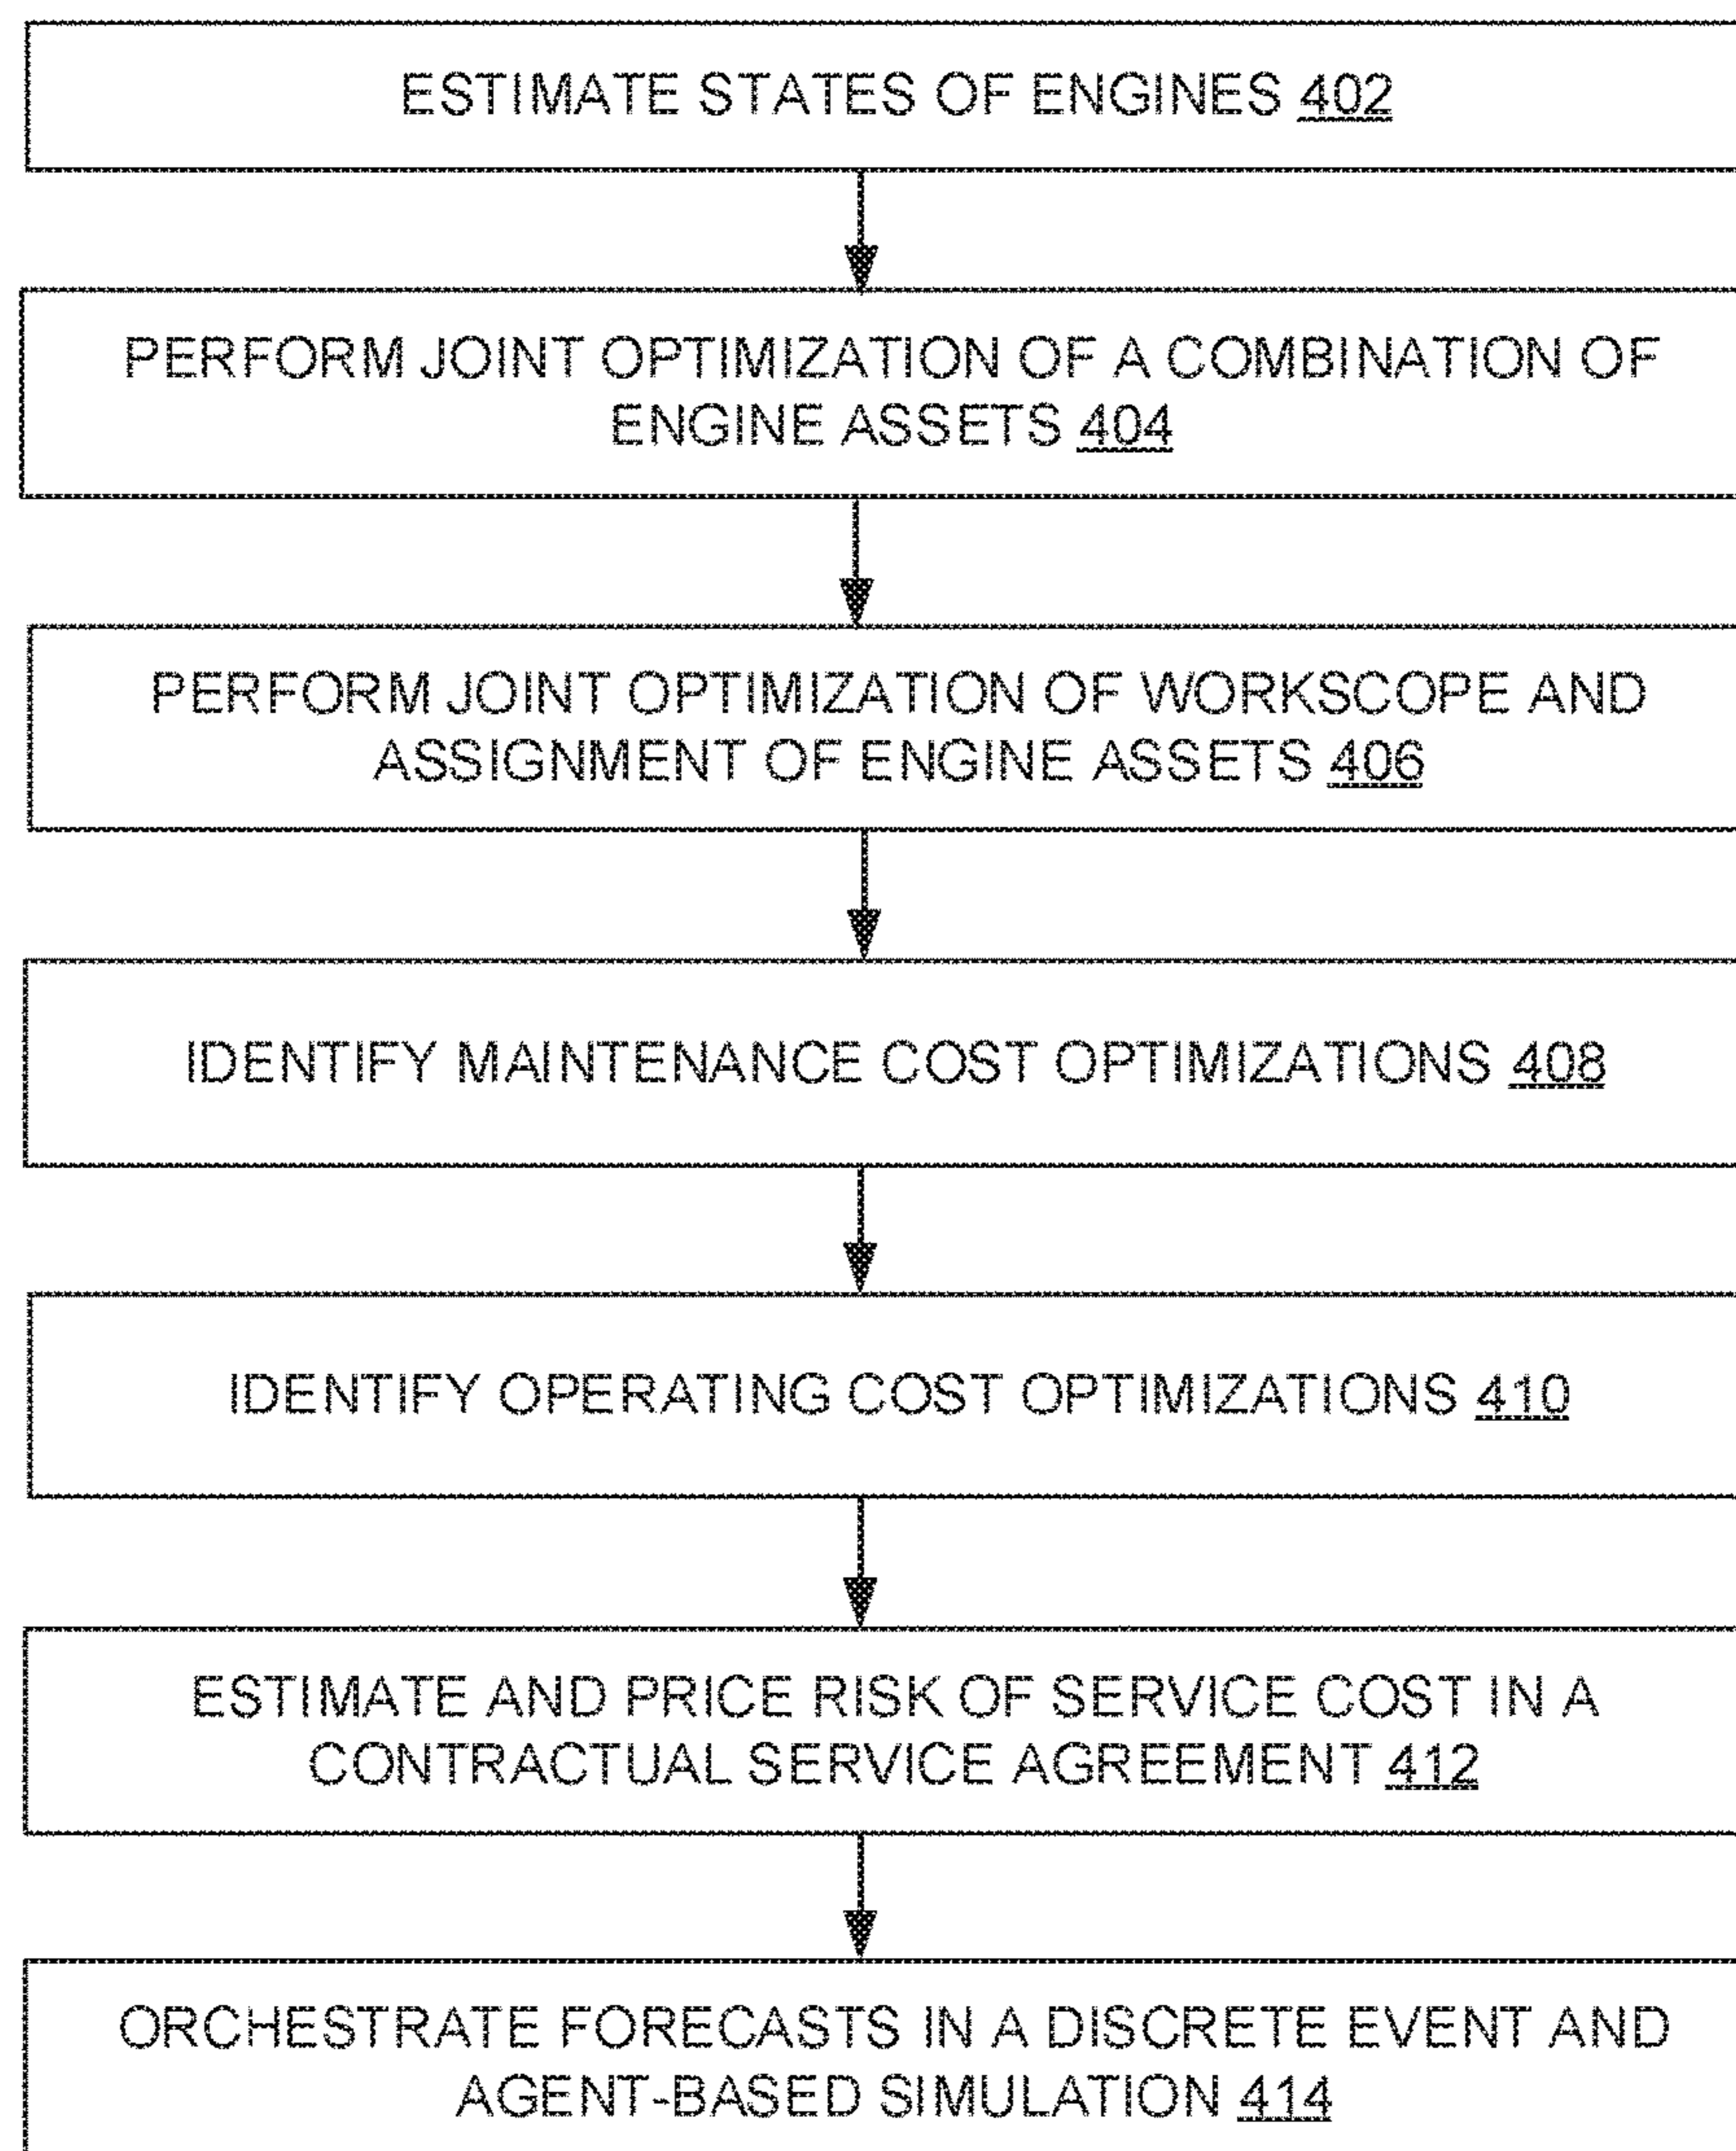 ESTIMATE STATES OF ENGINES 402
PERFORM JOINT OPTIMIZATION OF A COMBINATION OF
ENGINE ASSETS 404
PERFORM JOINT OPTIMIZATION OF WORKSCOPE AND
ASSIGNMENT OF ENGINE ASSETS 406
IDENTIFY MAINTENANCE COST OPTIMIZATIONS 408
IDENTIFY OPERATING COST OPTIMIZATIONS 410
ESTIMATE AND PRICE RISK OF SERVICE COST IN A
CONTRACTUAL SERVICE AGREEMENT 412
ORCHESTRATE FORECASTS IN A DISCRETE EVENT AND
AGENT-BASED SIMULATION 414